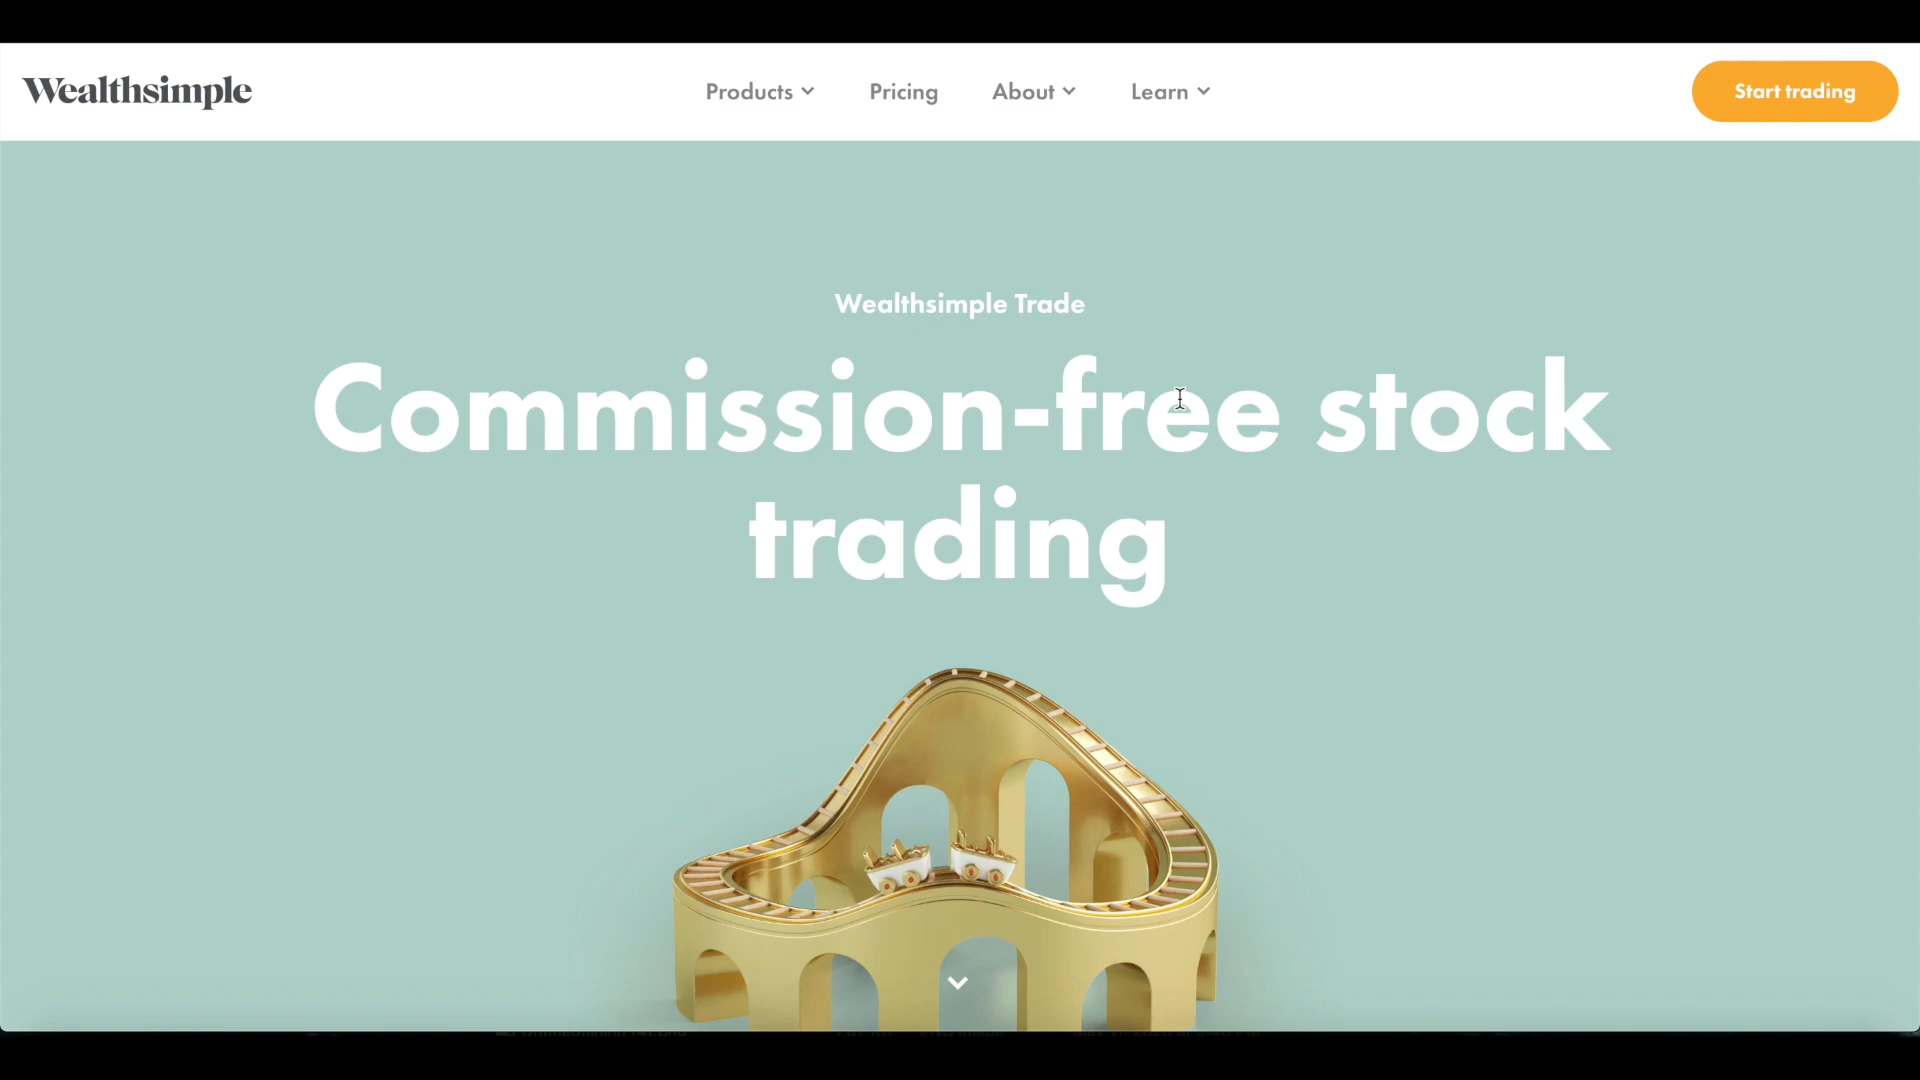 Wealthsimple
Products
Pricing
About
Learn
Start trading
Wealthsimple Trade
Commission-free stock
trading